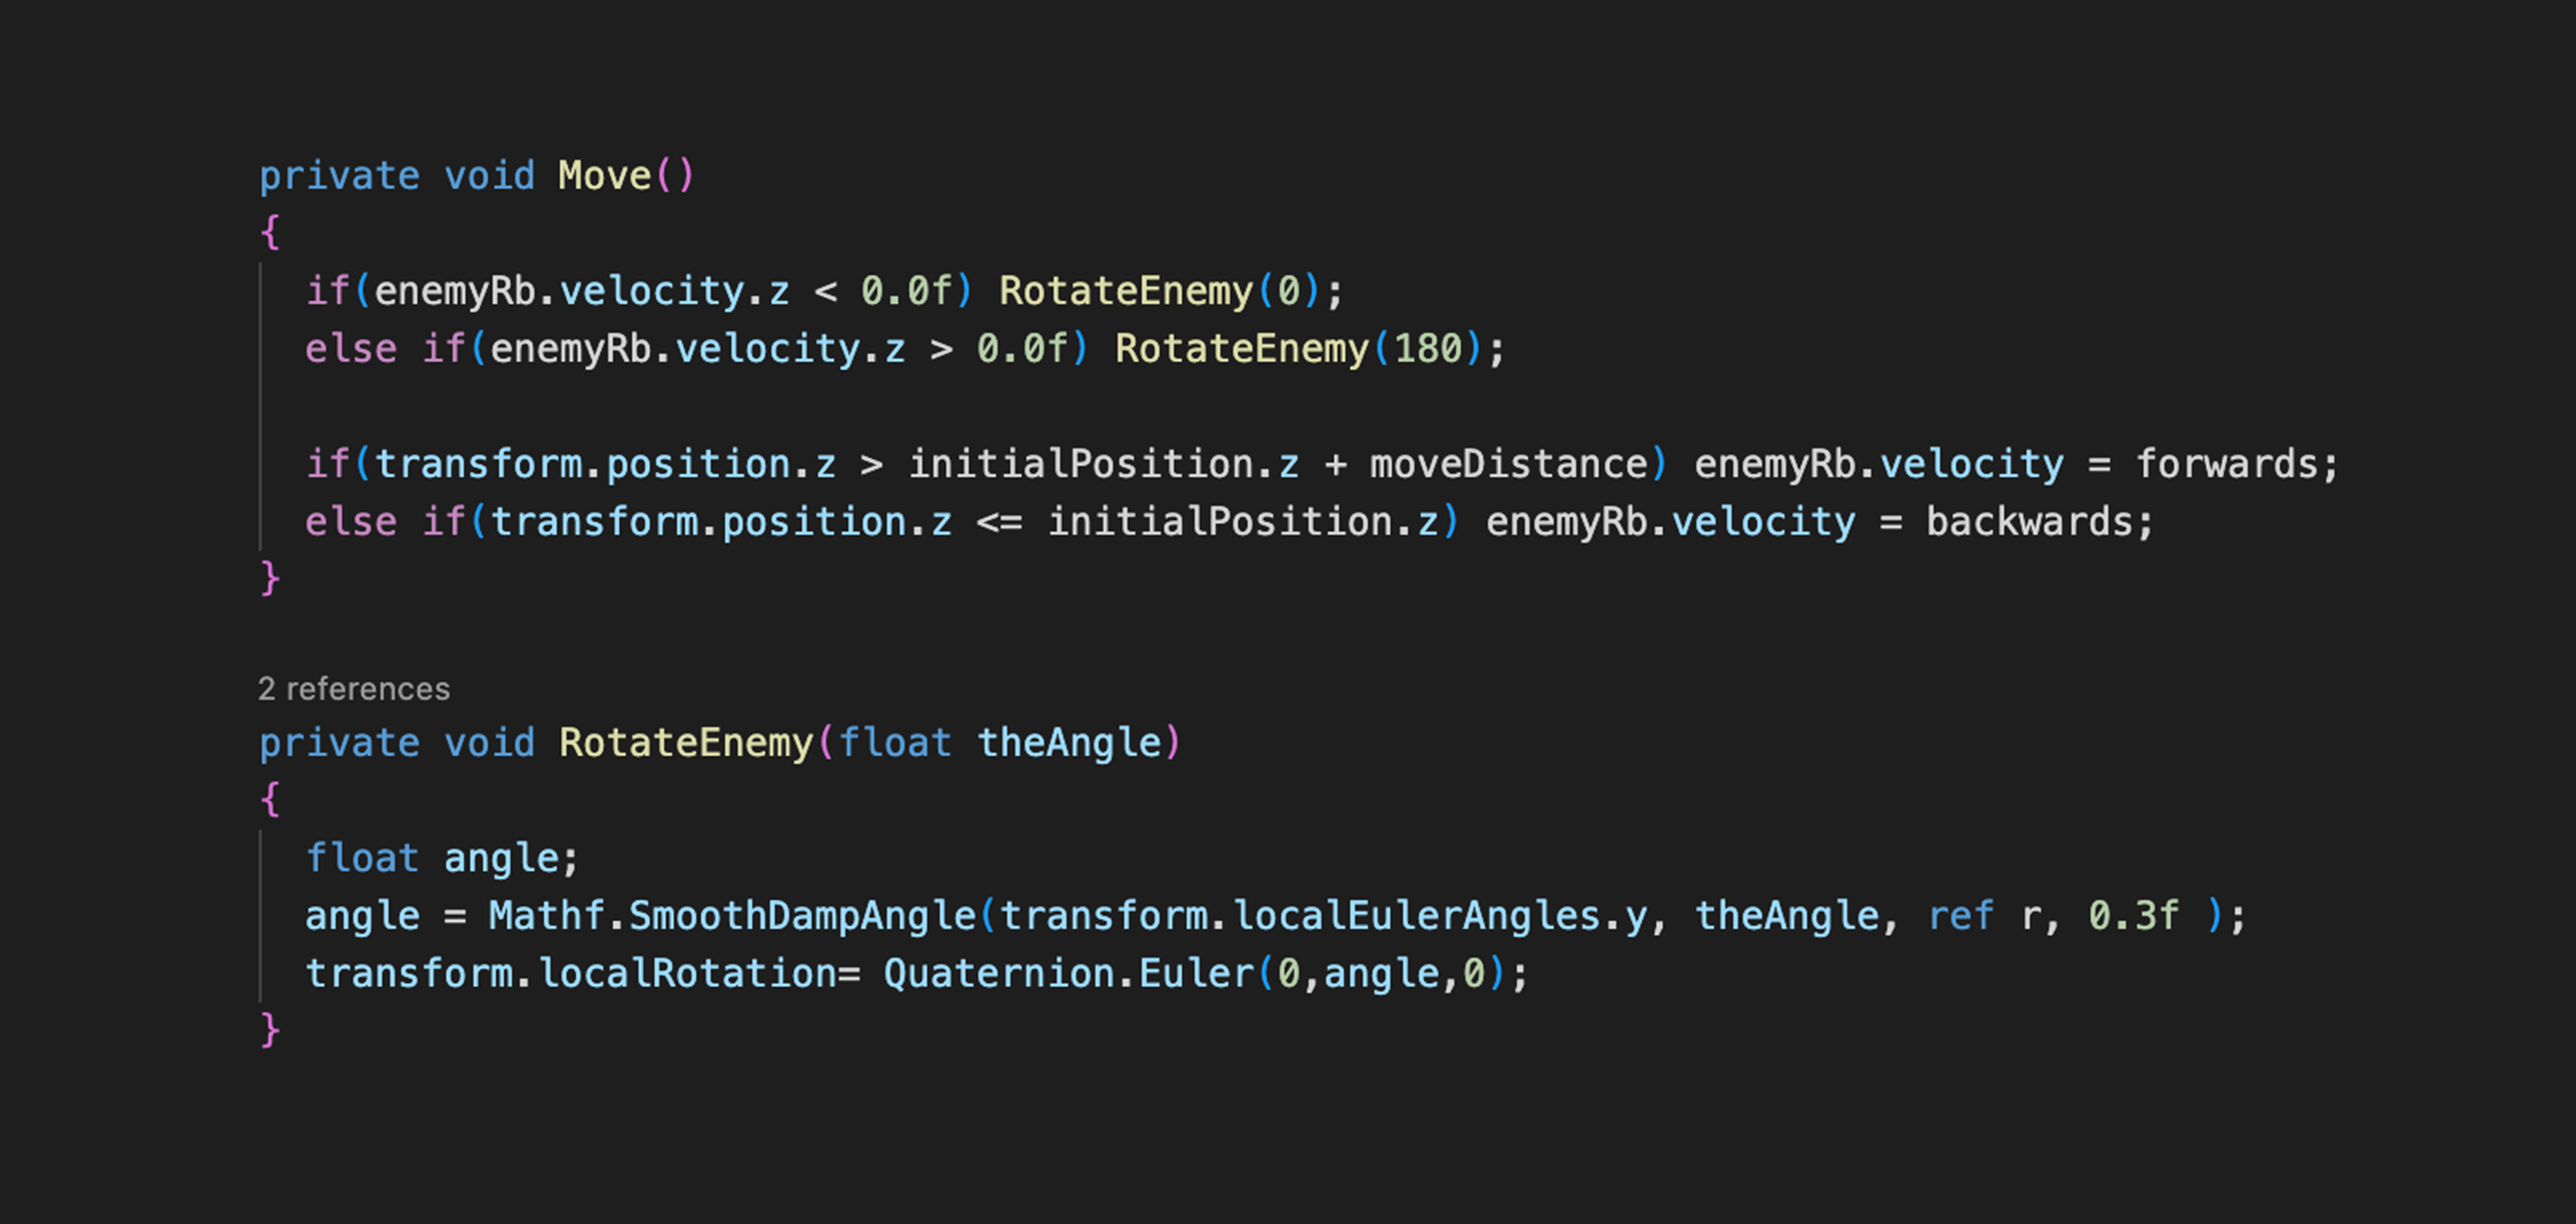 private void Move()
{
if(enemyRb.velocity.z < 0.0f) RotateEnemy(0);
else if(enemyRb.velocity.z > 0.0f) RotateEnemy(180);
if(transform.position.z > initialPosition.z + moveDistance) enemyRb.velocity = forwards;
else if(transform.position.z <= initialPosition.z) enemyRb.velocity = backwards;
}
2 references
private void RotateEnemy(float theAngle)
{
float angle;
angle = Mathf.SmoothDampAngle(transform.localEulerAngles.y, theAngle, ref r, 0.3f );
transform.localRotation= Quaternion.Euler(0,angle,0);
}